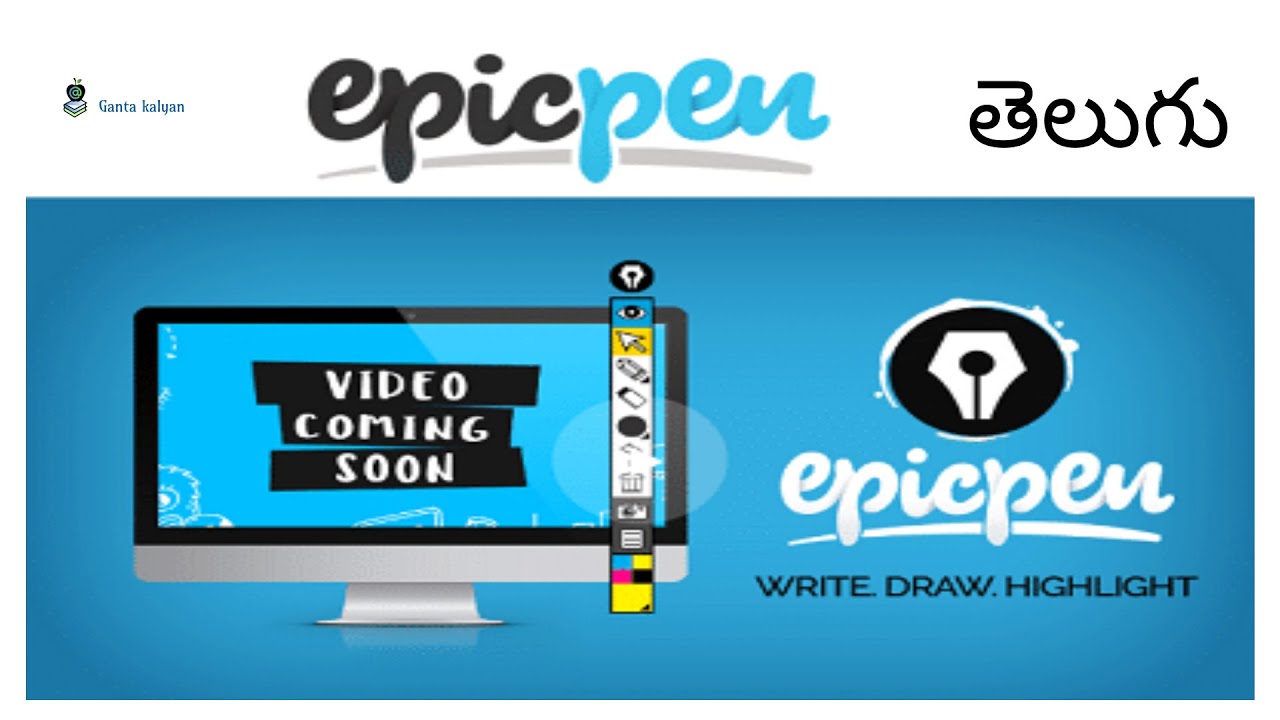 epicpen
Ganta kalyan
తెలుగు
VIDEO
COMING
SOON
epicpen
WRITE. DRAW. HIGHLIGHT